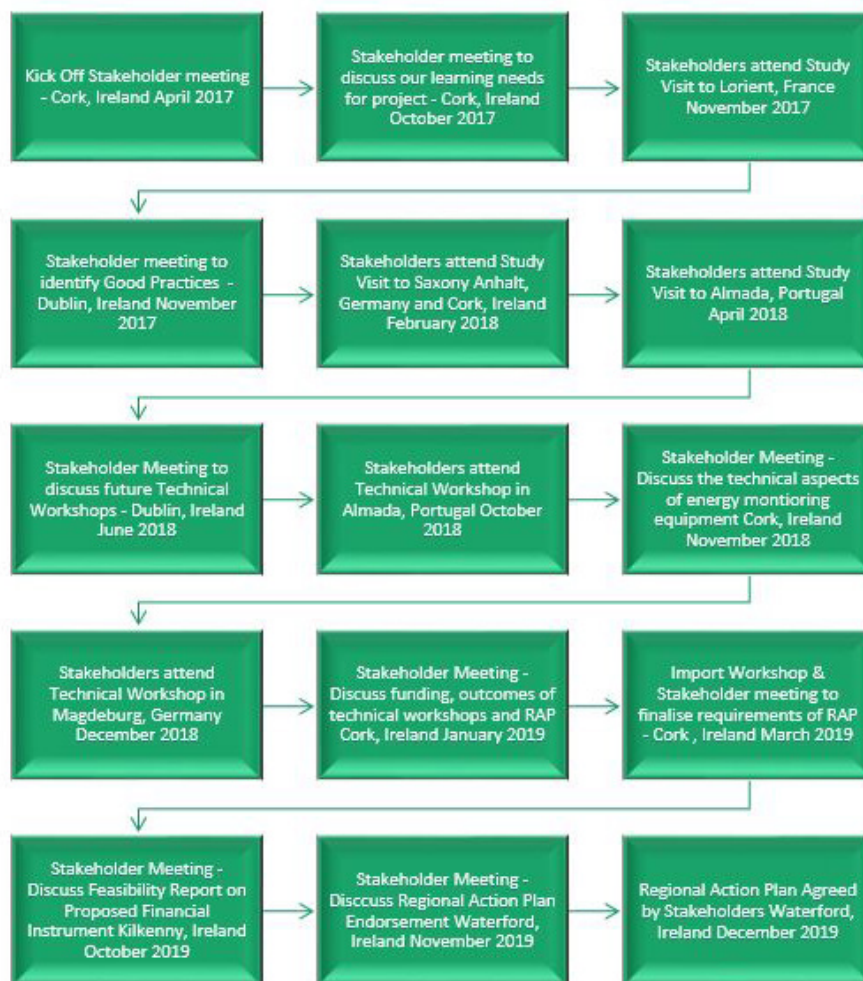 Kick Off Stakeholder meeting
- Cork, Ireland April 2017
Stakeholder meeting to
discuss our learning needs
for project - Cork, Ireland
October 2017
Stakeholders attend Study
Visit to Lorient, France
November 2017
Stakeholder meeting to
identify Good Practices -
Dublin, Ireland November
2017
Stakeholders attend Study
Visit to Saxony Anhalt,
Germany and Cork, Ireland
February 2018
Stakeholders attend Study
Visit to Almada, Portugal
April 2018
Stakeholder Meeting to
discuss future Technical
Workshops - Dublin, Ireland
June 2018
Stakeholders attend
Technical Workshop in
Almada, Portugal October
2018
Stakeholder Meeting -
Discuss the technical aspects
of energy montioring
equipment Cork, Ireland
November 2018
Stakeholders attend
Technical Workshop in
Magdeburg, Germany
December 2018
Stakeholder Meeting -
Discuss funding, outcomes of
technical workshops and RAP
Cork, Ireland January 2019
Import Workshop &
Stakeholder meeting to
finalise requirements of RAP
- Cork , Ireland March 2019
Stakeholder Meeting -
Discuss Feasibility Report on
Proposed Financial
Instrument Kilkenny, Ireland
October 2019
Stakeholder Meeting -
Disccuss Regional Action Plan
Endorsement Waterford,
Ireland November 2019
Regional Action Plan Agreed
by Stakeholders Waterford,
Ireland December 2019